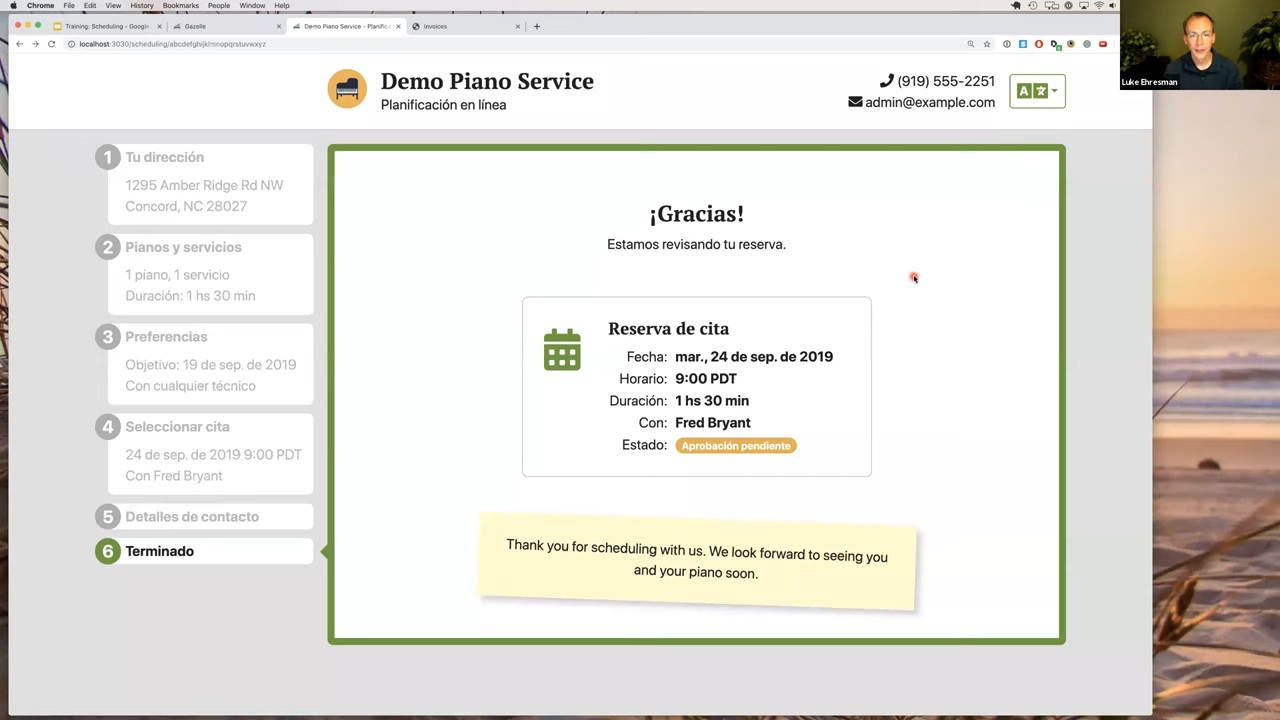 Chrome File Edit View History Bookmarks People Window Help
Training: Scheduling - Google
Gazelle
Demo Piano Service - Planific
Invoices
localhost:3030/scheduling/abcdefghijklmnopqrstuvwxyz
Luke Ehresman
Demo Piano Service
Planificación en línea
(919) 555-2251
admin@example.com
1 Tu dirección
1295 Amber Ridge Rd NW
Concord, NC 28027
2 Pianos y servicios
1 piano, 1 servicio
Duración: 1 hs 30 min
3 Preferencias
Objetivo: 19 de sep. de 2019
Con cualquier técnico
4 Seleccionar cita
24 de sep. de 2019 9:00 PDT
Con Fred Bryant
5 Detalles de contacto
6 Terminado
¡Gracias!
Estamos revisando tu reserva.
Reserva de cita
Fecha: mar., 24 de sep. de 2019
Horario: 9:00 PDT
Duración: 1 hs 30 min
Con: Fred Bryant
Estado: Aprobación pendiente
Thank you for scheduling with us. We look forward to seeing you
and your piano soon.